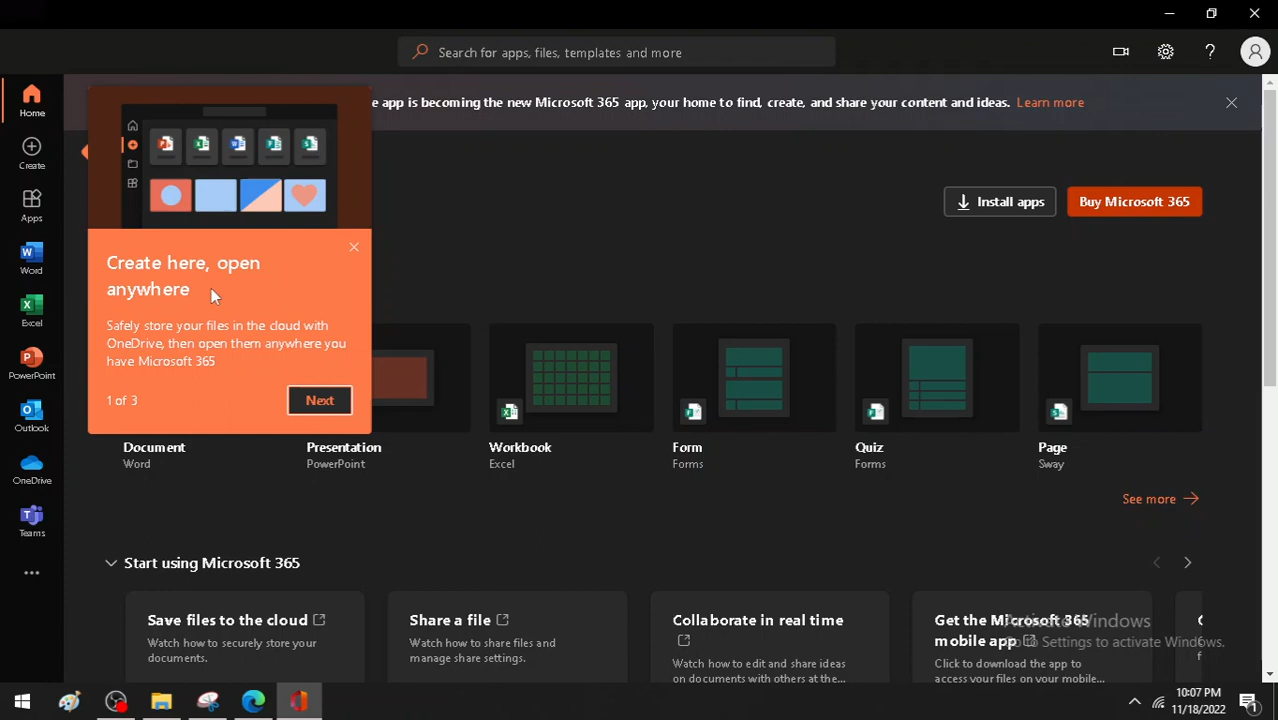 Search for apps, files, templates and more
Home
Create
Apps
Word
Excel
PowerPoint
Outlook
OneDrive
Teams
e app is becoming the new Microsoft 365 app, your home to find, create, and share your content and ideas. Learn more
Install apps
Buy Microsoft 365
Create here, open
anywhere
Safely store your files in the cloud with
OneDrive, then open them anywhere you
have Microsoft 365
1 of 3
Next
Document
Word
Presentation
PowerPoint
Workbook
Excel
Form
Forms
Quiz
Forms
Page
Sway
See more
Start using Microsoft 365
Save files to the cloud
Watch how to securely store your
documents.
Share a file
Watch how to share files and
manage share settings.
Collaborate in real time
Watch how to edit and share ideas
on documents with others at the
Get the Microsoft 365
mobile app
Click to download the app to
access your files on your mobile...
Activate Windows
Go to Settings to activate Windows.
10:07 PM
11/18/2022
1